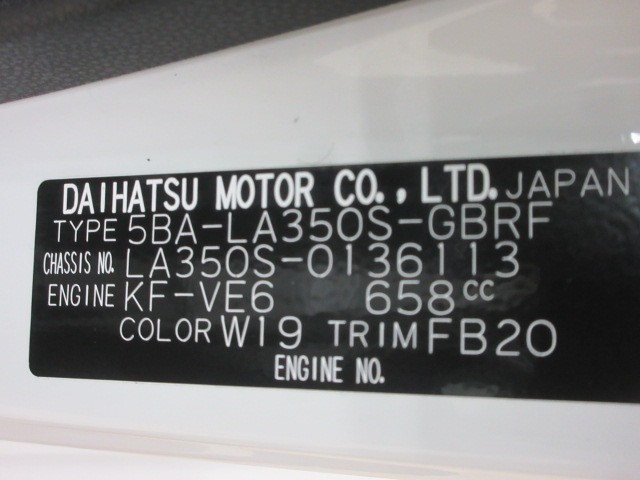 DAIHATSU MOTOR CO., LTD. JAPAN
TYPE 5BA-LA350S-GBRF
CHASSIS NO. LA350S-0136113
ENGINE KF-VE6 658cc
COLOR W19 TRIM FB20
ENGINE NO.